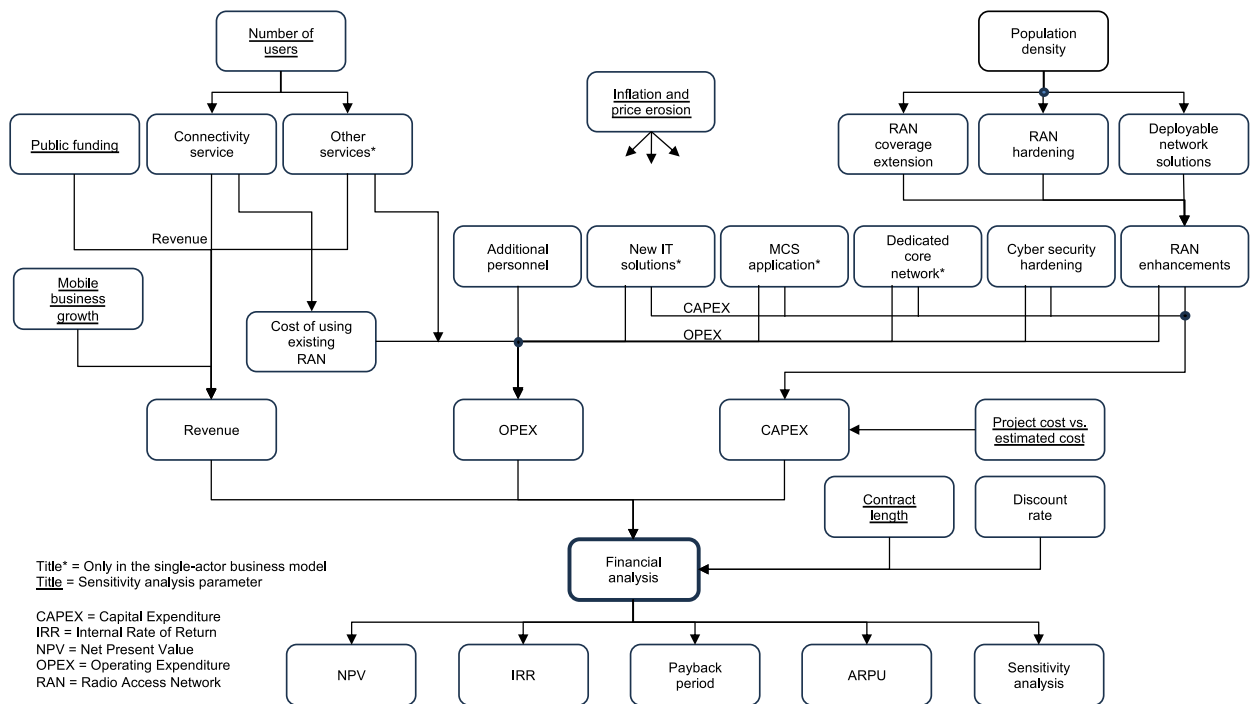 Number of
users
Population
density
Inflation and
price erosion
Public funding
Connectivity
service
Other
services*
RAN
coverage
extension
RAN
hardening
Deployable
network
solutions
Revenue
Additional
personnel
New IT
solutions*
MCS
application*
Dedicated
core
network*
Cyber security
hardening
RAN
enhancements
Mobile
business
growth
CAPEX
Cost of using
existing
RAN
OPEX
Revenue
OPEX
CAPEX
Project cost vs.
estimated cost
Contract
length
Discount
rate
Financial
analysis
Title* = Only in the single-actor business model
Title = Sensitivity analysis parameter
CAPEX = Capital Expenditure
IRR = Internal Rate of Return
NPV = Net Present Value
OPEX = Operating Expenditure
RAN = Radio Access Network
NPV
IRR
Payback
period
ARPU
Sensitivity
analysis